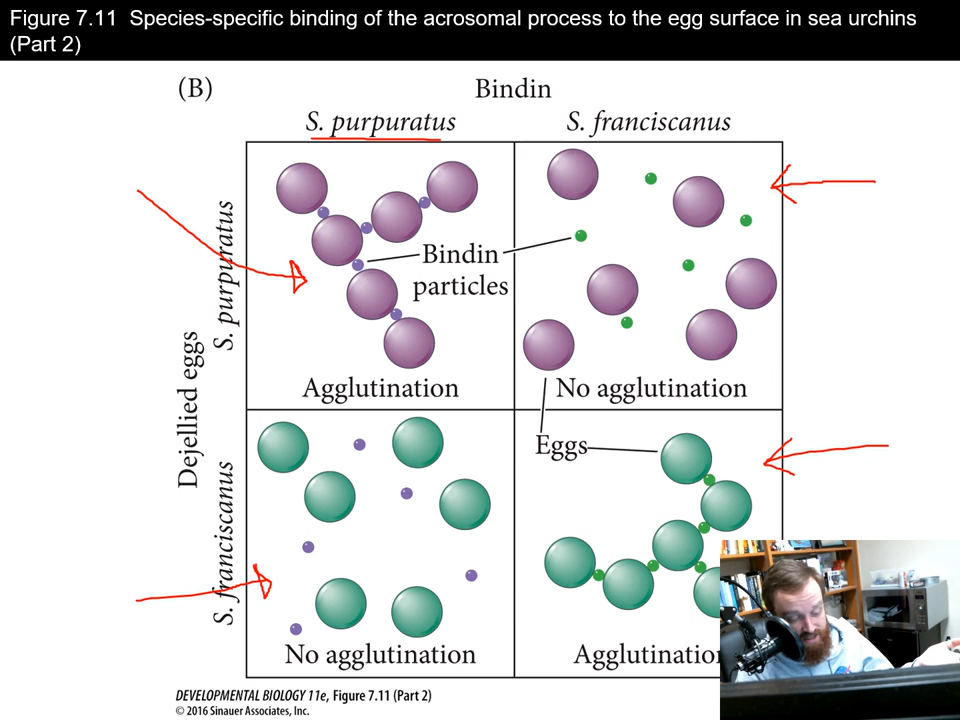 Figure 7.11 Species-specific binding of the acrosomal process to the egg surface in sea urchins
(Part 2)
(B)
Bindin
S. purpuratus
S. franciscanus
Dejellied eggs
S. purpuratus
Bindin
particles
Agglutination
No agglutination
S. franciscanus
Eggs
No agglutination
Agglutination
DEVELOPMENTAL BIOLOGY 11e, Figure 7.11 (Part 2)
© 2016 Sinauer Associates, Inc.